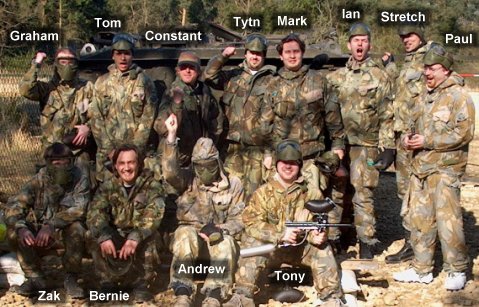 Graham
Tom
Constant
Tytn
Mark
Ian
Stretch
Paul
Zak
Bernie
Andrew
Tony